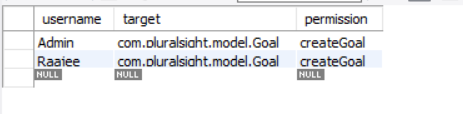 username target permission
Admin com.pluralsight.model.Goal createGoal
Raajee com.pluralsight.model.Goal createGoal
NULL NULL NULL